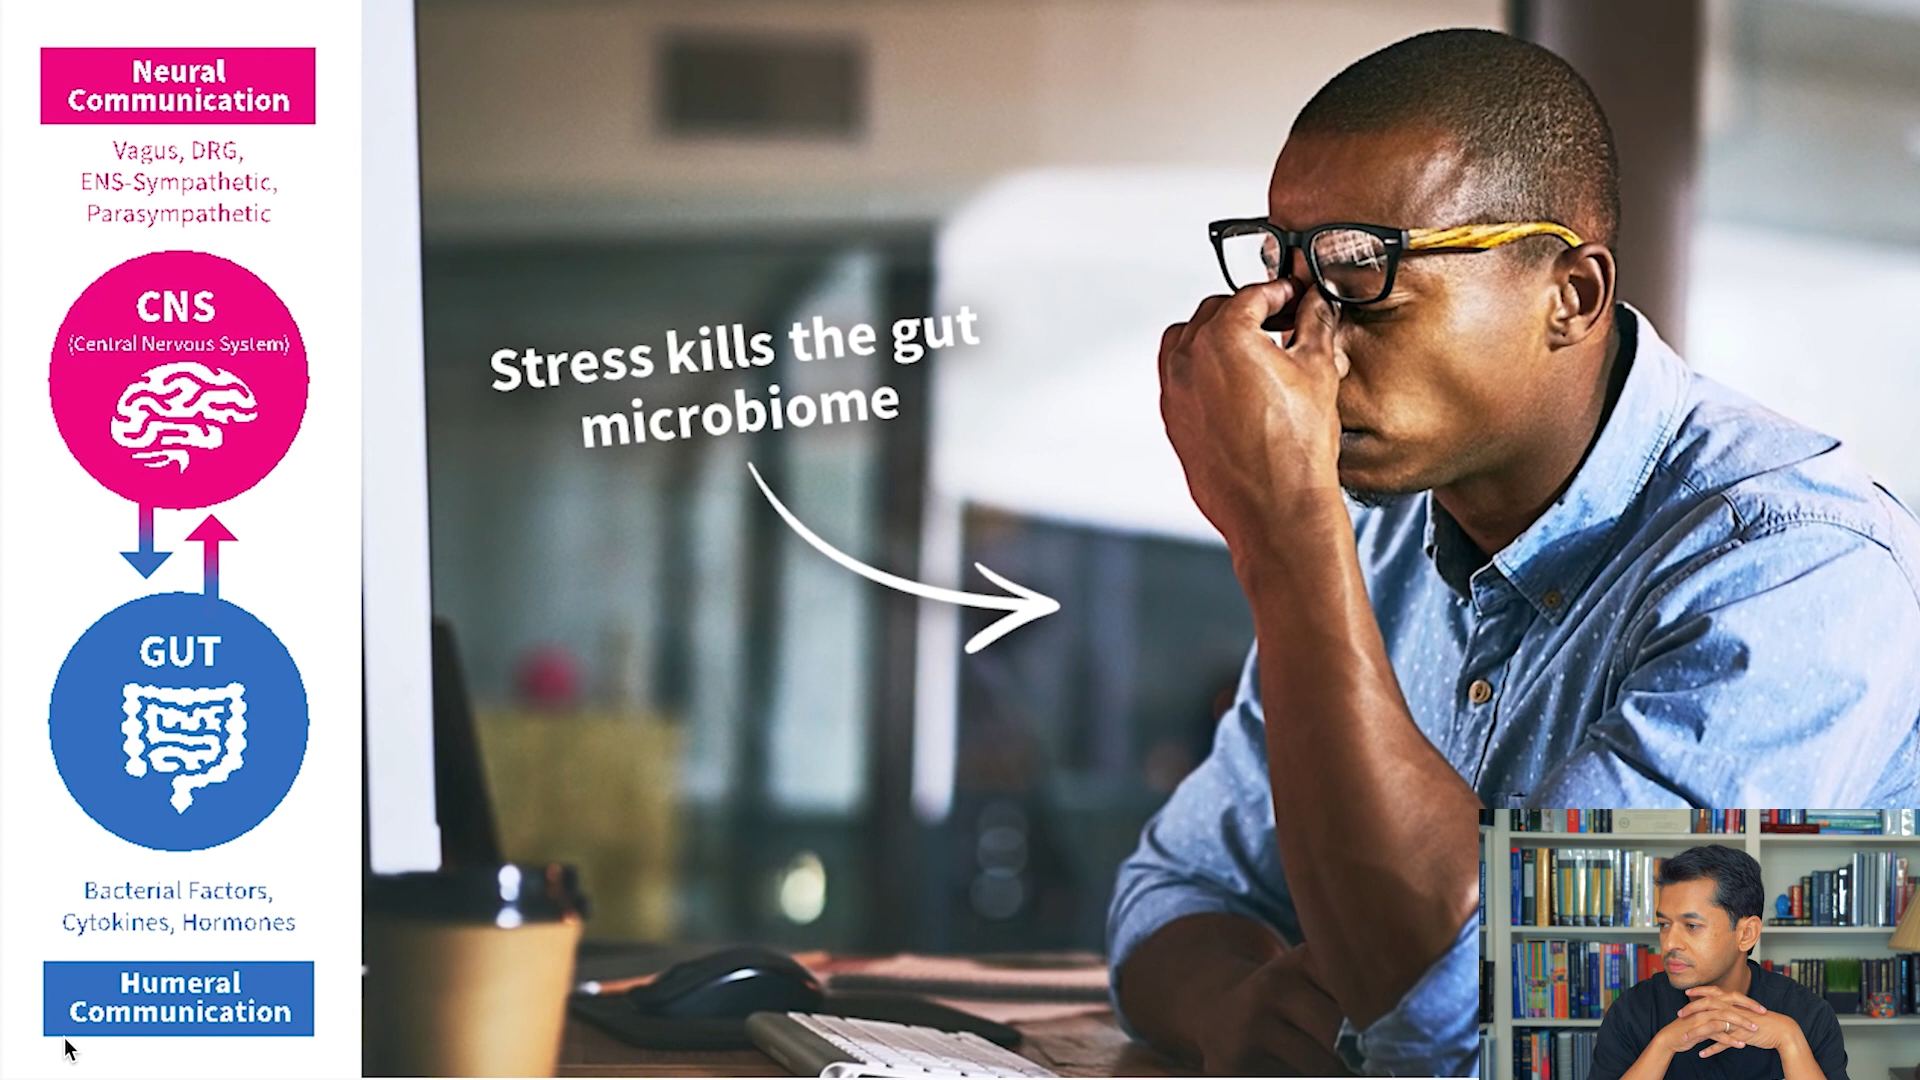 Neural
Communication
Vagus, DRG,
ENS-Sympathetic,
Parasympathetic
CNS
(Central Nervous System)
GUT
Bacterial Factors,
Cytokines, Hormones
Humeral
Communication
Stress kills the gut
microbiome